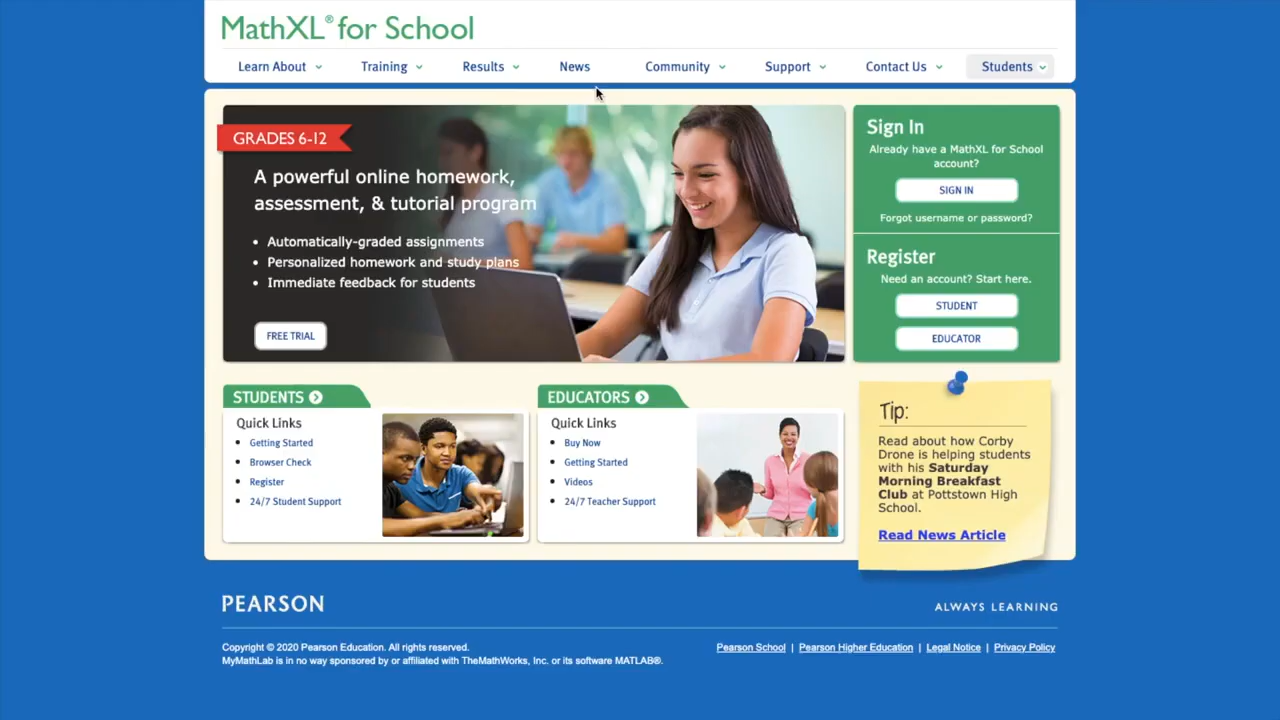 MathXL® for School
Learn About
Training
Results
News
Community
Support
Contact Us
Students
GRADES 6-12
A powerful online homework,
assessment, & tutorial program
• Automatically-graded assignments
• Personalized homework and study plans
• Immediate feedback for students
FREE TRIAL
Sign In
Already have a MathXL for School
account?
SIGN IN
Forgot username or password?
Register
Need an account? Start here.
STUDENT
EDUCATOR
STUDENTS
Quick Links
• Getting Started
• Browser Check
• Register
• 24/7 Student Support
EDUCATORS
Quick Links
• Buy Now
• Getting Started
• Videos
• 24/7 Teacher Support
Tip:
Read about how Corby
Drone is helping students
with his Saturday
Morning Breakfast
Club at Pottstown High
School.
Read News Article
PEARSON
ALWAYS LEARNING
Copyright © 2020 Pearson Education. All rights reserved.
MyMathLab is in no way sponsored by or affiliated with TheMathWorks, Inc. or its software MATLAB®.
Pearson School | Pearson Higher Education | Legal Notice | Privacy Policy